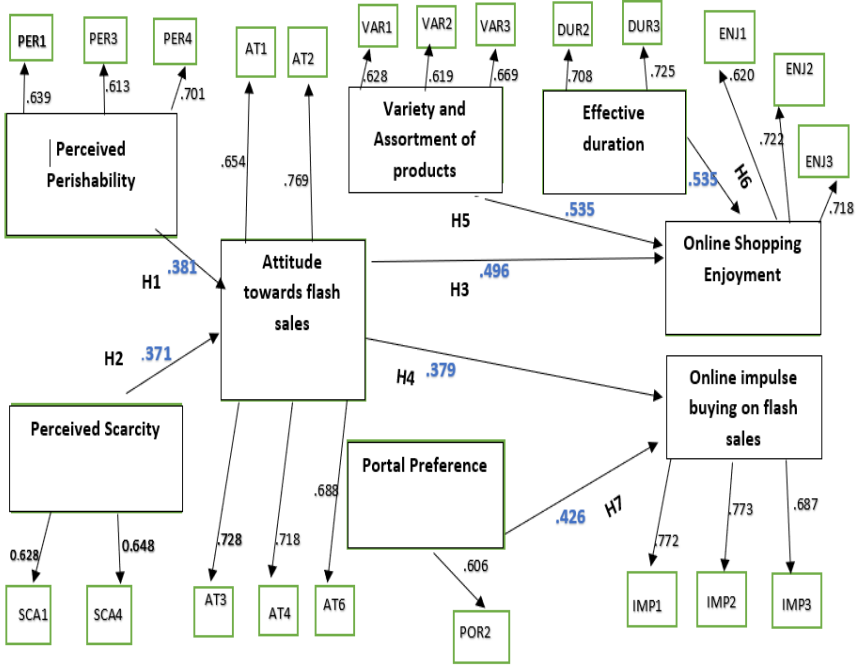 PER1
PER3
PER4
AT1
AT2
VAR1
VAR2
VAR3
DUR2
DUR3
ENJ1
ENJ2
ENJ3
.639
.613
.701
.654
.769
.628
.619
.669
.708
.725
.620
.722
.718
Perceived
Perishability
Variety and
Assortment of
products
Effective
duration
H1
.381
H5
.535
.535
H6
Attitude
towards flash
sales
Online Shopping
Enjoyment
H3
.496
H2
.371
H4
.379
Perceived Scarcity
Portal Preference
Online impulse
buying on flash
sales
.426
H7
0.628
0.648
.728
.718
.688
.606
.772
.773
.687
SCA1
SCA4
AT3
AT4
AT6
POR2
IMP1
IMP2
IMP3